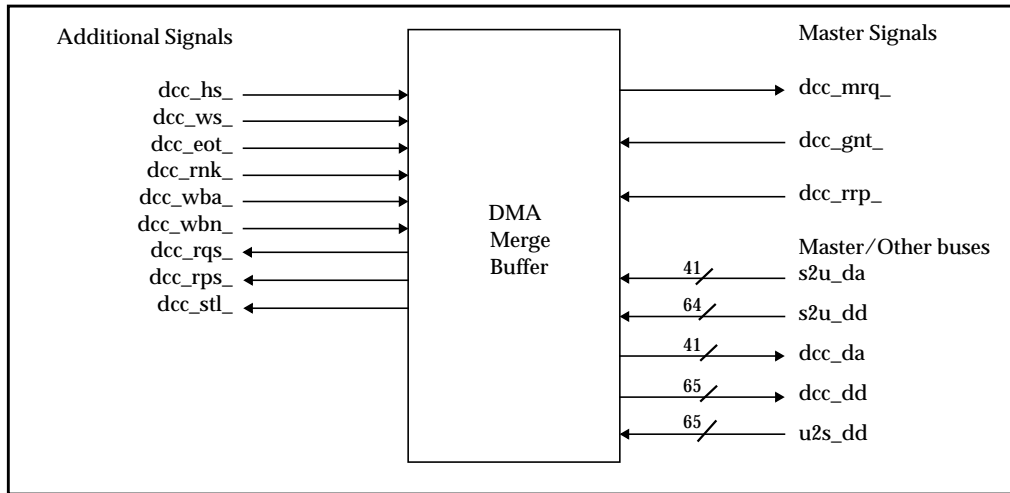 Additional Signals
dcc_hs_
dcc_ws_
dcc_eot_
dcc_rnk_
dcc_wba_
dcc_wbn_
dcc_rqs_
dcc_rps_
dcc_stl_
DMA
Merge
Buffer
Master Signals
dcc_mrq_
dcc_gnt_
dcc_rrp_
Master/Other buses
41 s2u_da
64 s2u_dd
41 dcc_da
65 dcc_dd
65 u2s_dd